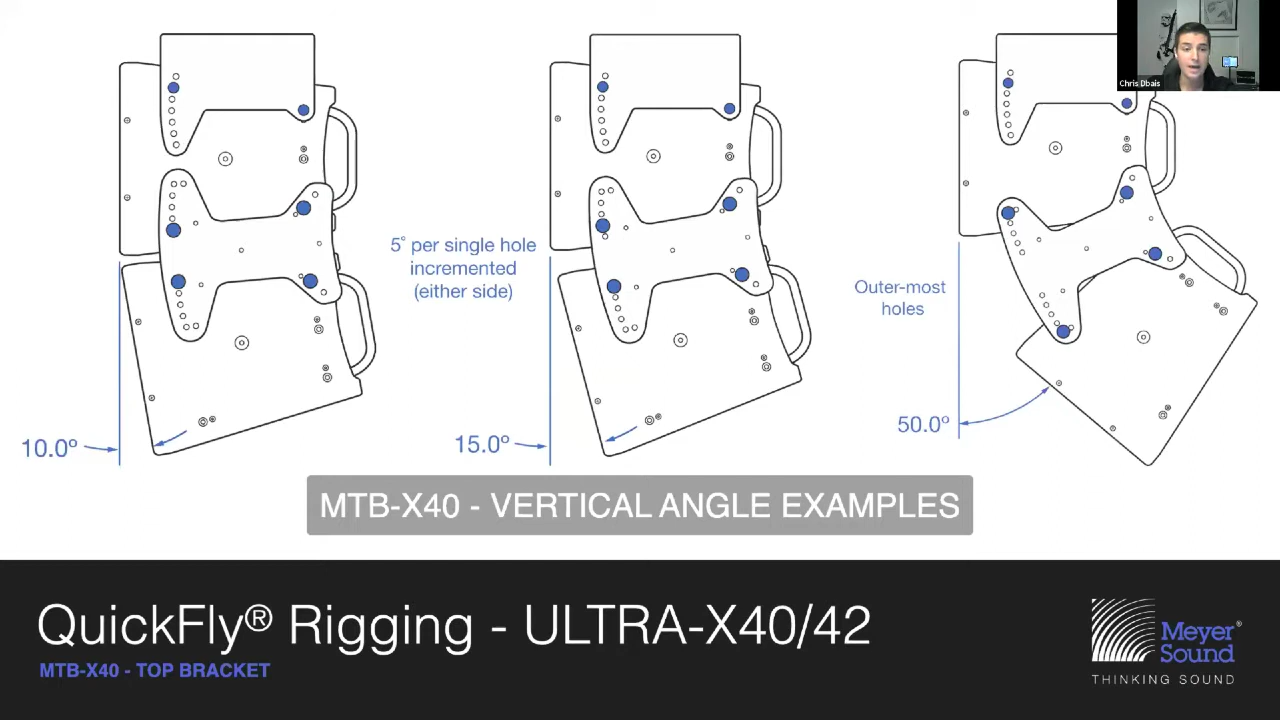 Chris Dbais
5° per single hole
incremented
(either side)
Outer-most
holes
10.0º
15.0º
50.0º
MTB-X40 - VERTICAL ANGLE EXAMPLES
QuickFly® Rigging - ULTRA-X40/42
MTB-X40 - TOP BRACKET
Meyer
Sound®
THINKING SOUND